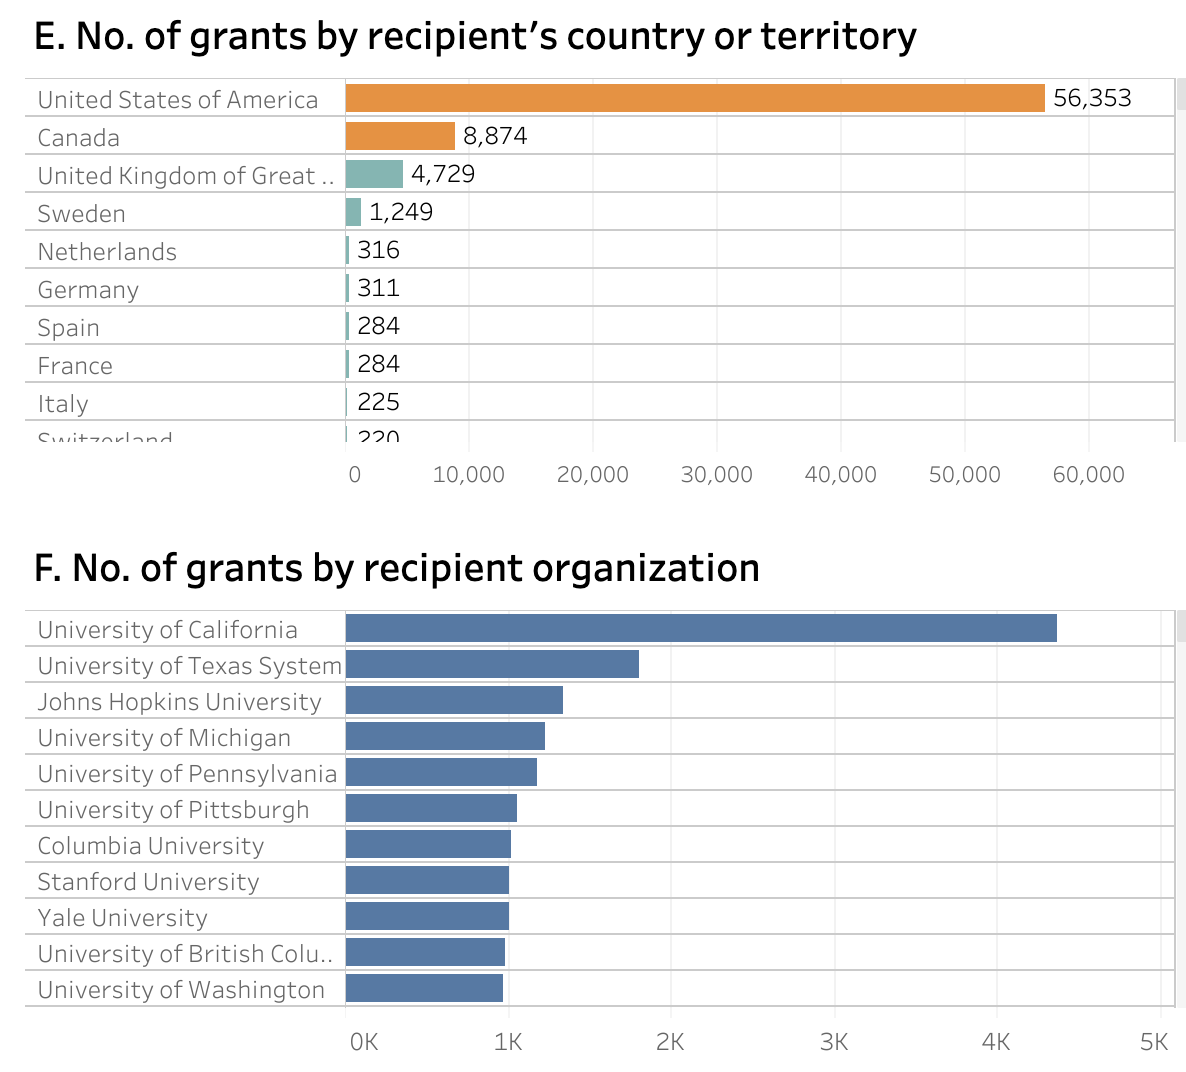 E. No. of grants by recipient’s country or territory
United States of America 56,353
Canada 8,874
United Kingdom of Great .. 4,729
Sweden 1,249
Netherlands 316
Germany 311
Spain 284
France 284
Italy 225
Switzerland 220
0 10,000 20,000 30,000 40,000 50,000 60,000
F. No. of grants by recipient organization
University of California
University of Texas System
Johns Hopkins University
University of Michigan
University of Pennsylvania
University of Pittsburgh
Columbia University
Stanford University
Yale University
University of British Colu..
University of Washington
0K 1K 2K 3K 4K 5K